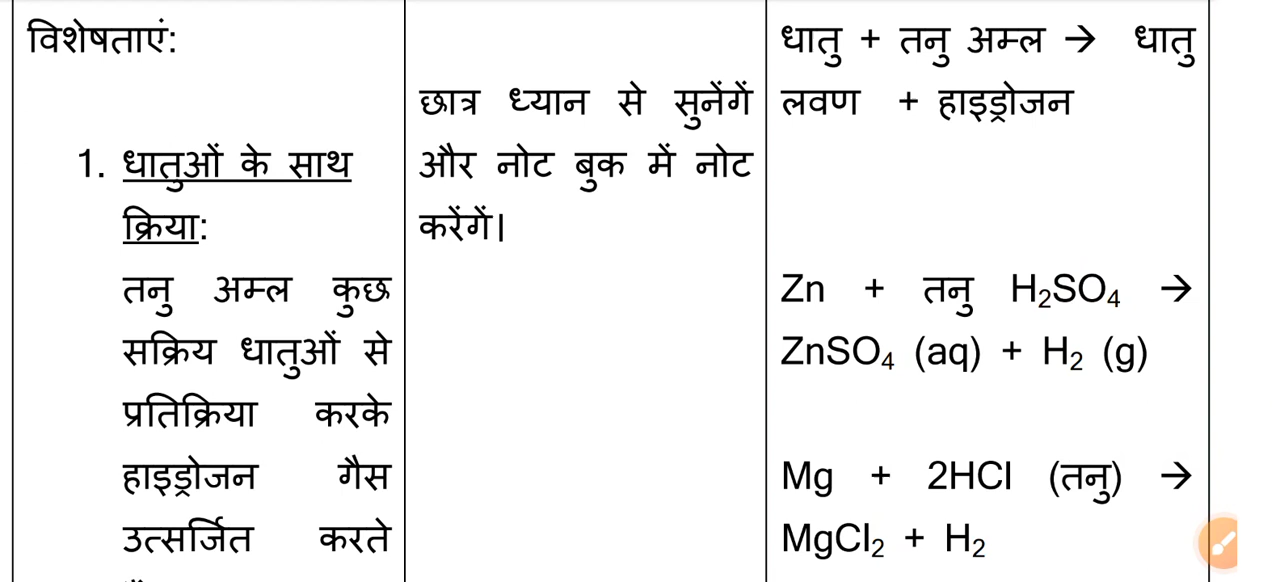 विशेषताएं:
1. धातुओं के साथ
क्रिया:
तनु अम्ल कुछ
सक्रिय धातुओं से
प्रतिक्रिया करके
हाइड्रोजन गैस
उत्सर्जित करते
छात्र ध्यान से सुनेंगें
और नोट बुक में नोट
करेंगें।
धातु + तनु अम्ल → धातु
लवण + हाइड्रोजन
Zn + तनु H₂SO₄ →
ZnSO₄ (aq) + H₂ (g)
Mg + 2HCl (तनु) →
MgCl₂ + H₂